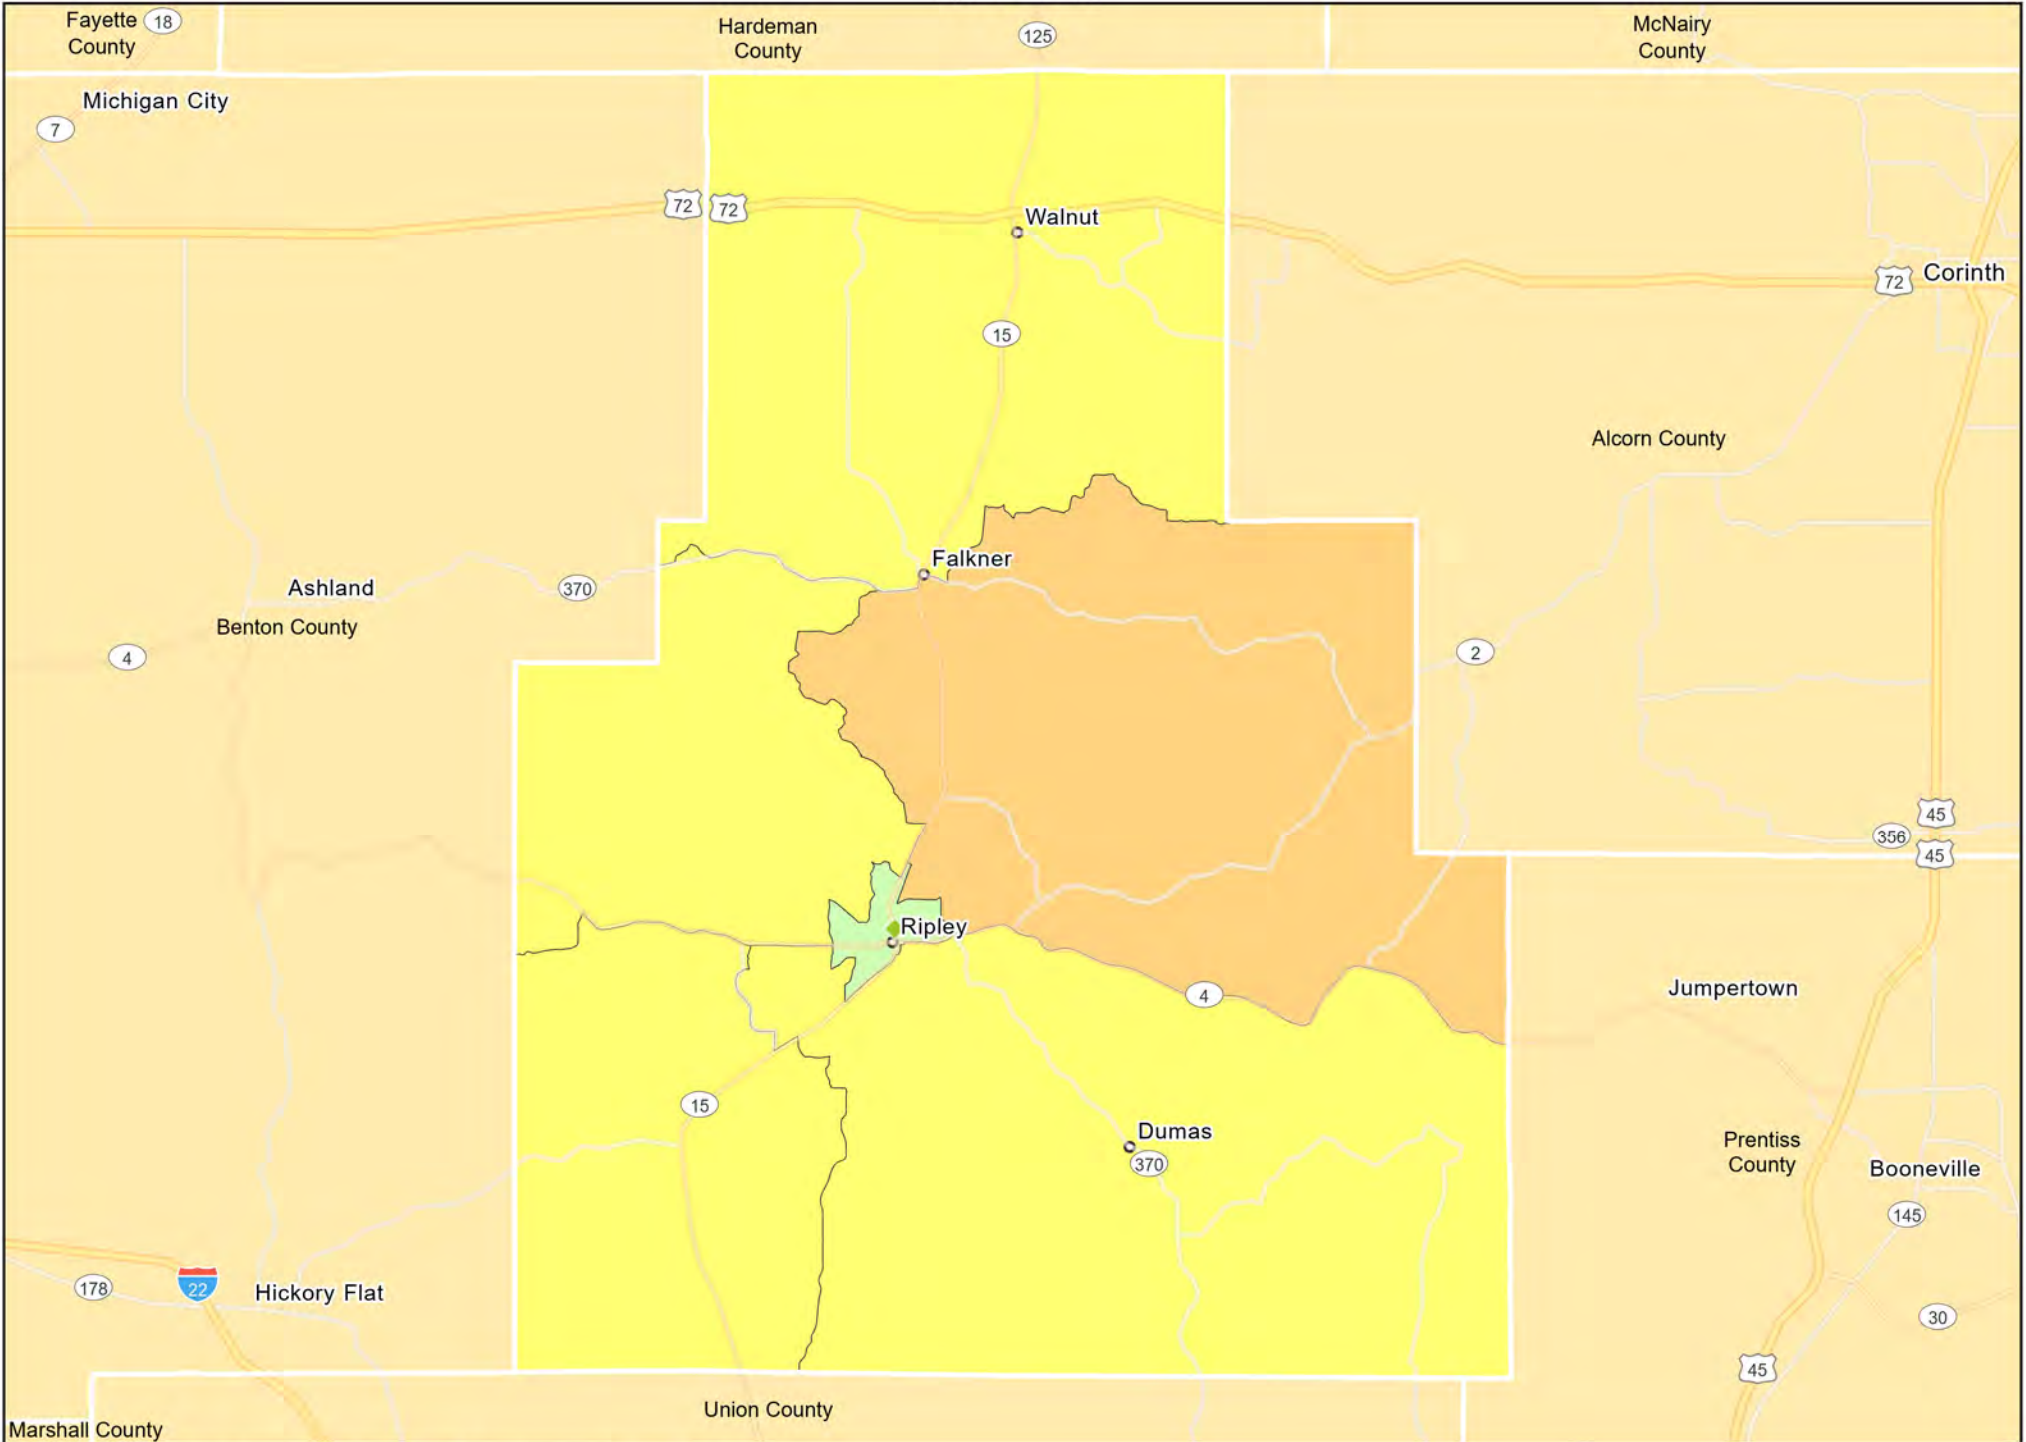 Fayette
County
18
Hardeman
County
125
McNairy
County
Michigan City
7
72
72
Walnut
72
Corinth
15
Alcorn County
Falkner
Ashland
370
Benton County
4
2
45
356
45
Ripley
4
Jumpertown
15
Dumas
370
Prentiss
County
Booneville
145
178
22
Hickory Flat
30
45
Union County
Marshall County